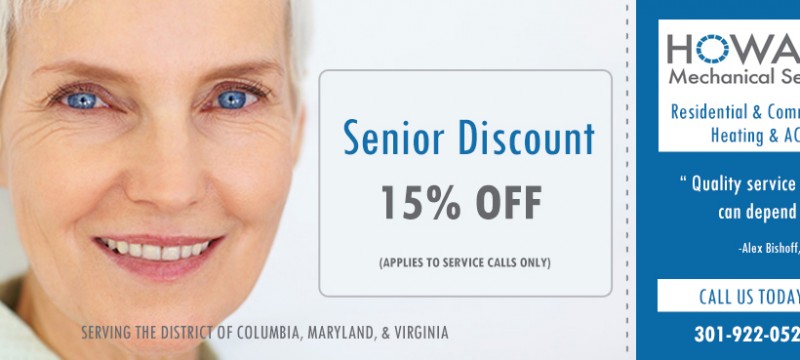 Senior Discount
15% OFF
(APPLIES TO SERVICE CALLS ONLY)
SERVING THE DISTRICT OF COLUMBIA, MARYLAND, & VIRGINIA
HOWA
Mechanical Se
Residential & Com
Heating & AC
“ Quality service
can depend
-Alex Bishoff,
CALL US TODAY
301-922-052